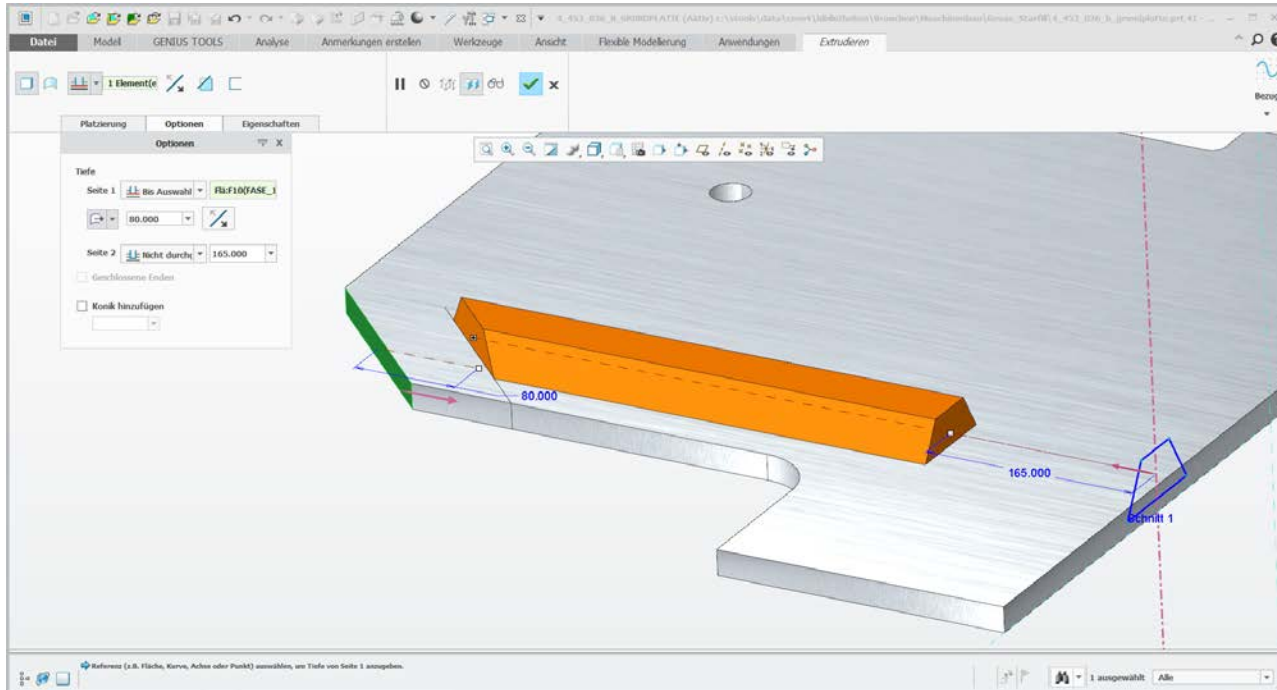 Datei Modell GENIUS TOOLS Analyse Anmerkungen erstellen Werkzeuge Ansicht Flexible Modellierung Anwendungen Extrudieren
1 Element(e
Bezug
Platzierung Optionen Eigenschaften
Optionen
Tiefe
Seite 1 Bis Auswahl Flä:F10(FASE_1
80.000
Seite 2 Nicht durchg 165.000
Geschlossene Enden
Konik hinzufügen
80.000
165.000
Schnitt 1
Referenz (z.B. Fläche, Kurve, Achse oder Punkt) auswählen, um Tiefe von Seite 1 anzugeben.
1 ausgewählt Alle